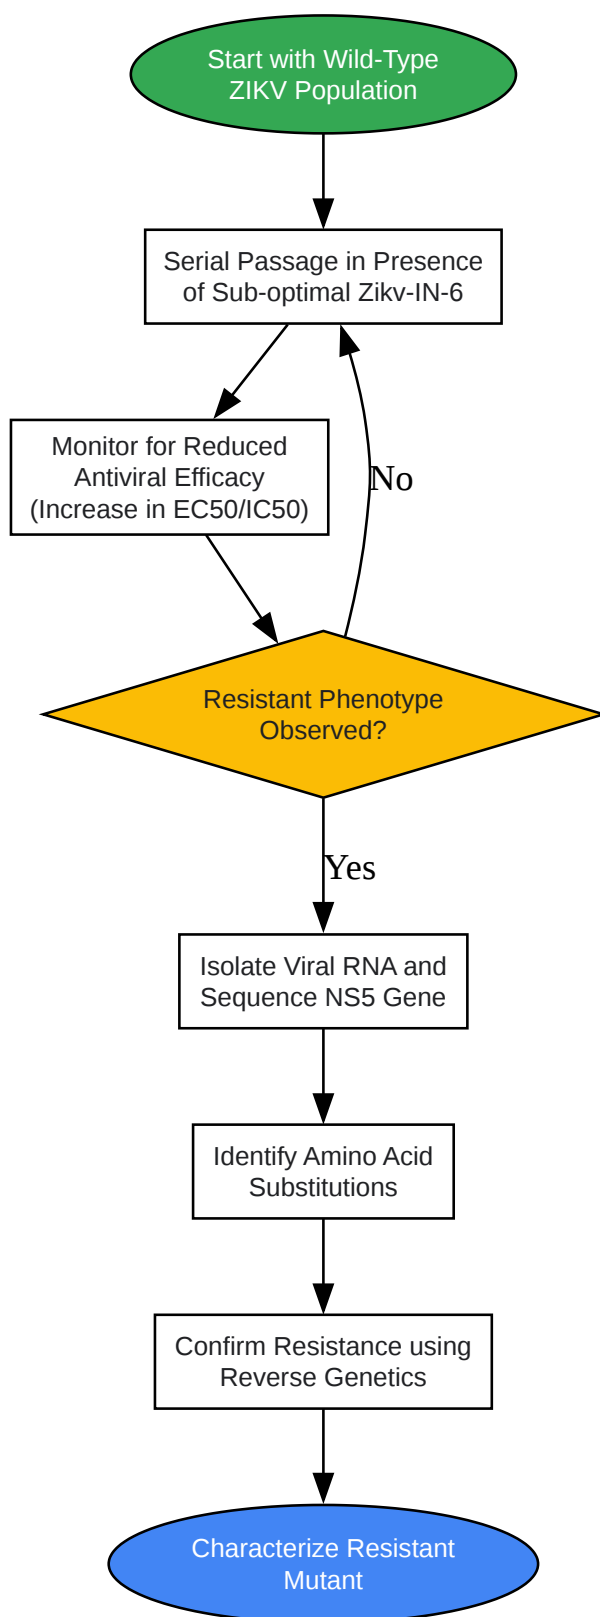 Start with Wild-Type
ZIKV Population
Serial Passage in Presence
of Sub-optimal Zikv-IN-6
Monitor for Reduced
Antiviral Efficacy
(Increase in EC50/IC50)
No
Resistant Phenotype
Observed?
Yes
Isolate Viral RNA and
Sequence NS5 Gene
Identify Amino Acid
Substitutions
Confirm Resistance using
Reverse Genetics
Characterize Resistant
Mutant